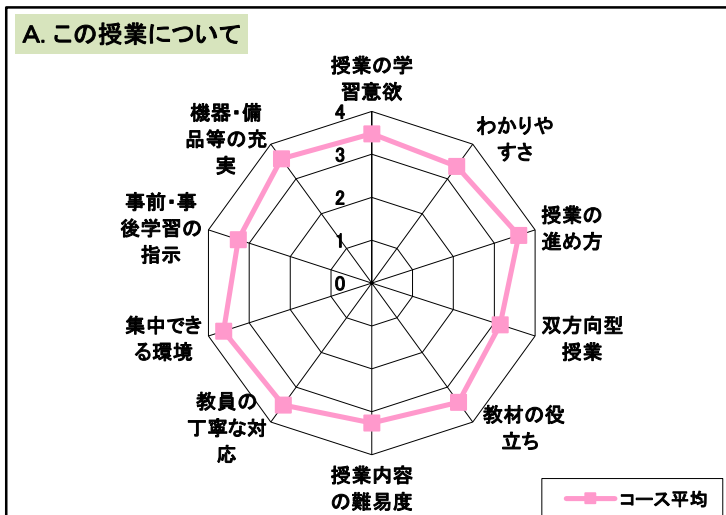 A. この授業について
授業の学
習意欲
わかりや
すさ
授業の
進め方
双方向型
授業
教材の役
立ち
授業内容
の難易度
教員の
丁寧な対
応
集中でき
る環境
事前・事
後学習の
指示
機器・備
品等の充
実
4
3
2
1
0
コース平均